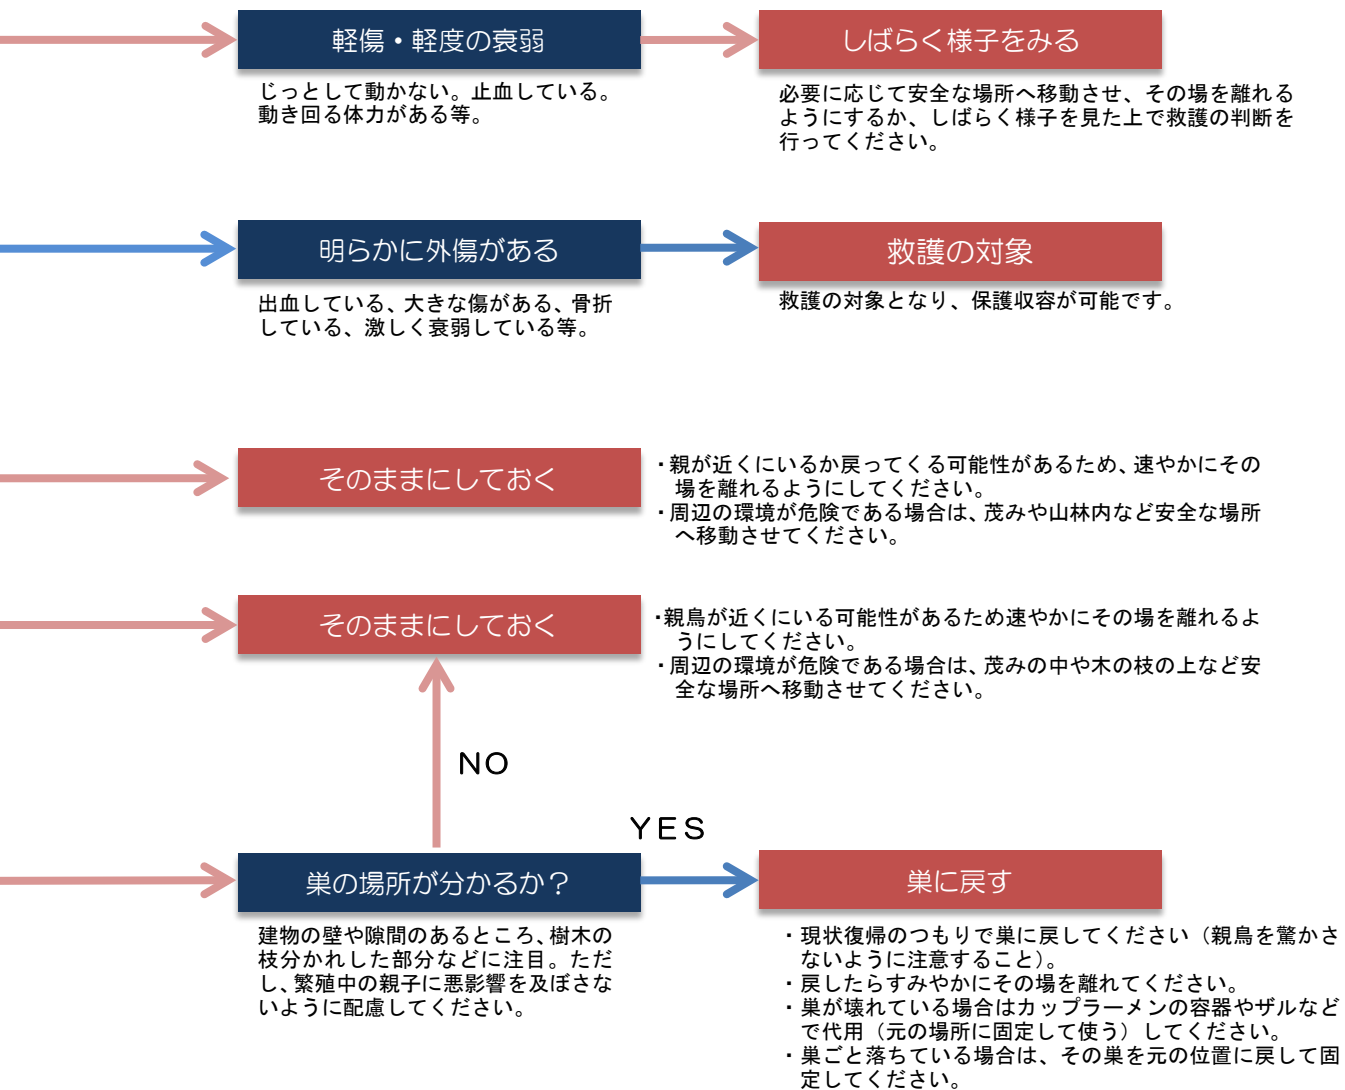 軽傷・軽度の衰弱
じっとして動かない。止血している。
動き回る体力がある等。
しばらく様子をみる
必要に応じて安全な場所へ移動させ、その場を離れる
ようにするか、しばらく様子を見た上で救護の判断を
行ってください。
明らかに外傷がある
出血している、大きな傷がある、骨折
している、激しく衰弱している等。
救護の対象
救護の対象となり、保護収容が可能です。
そのままにしておく
・親が近くにいるか戻ってくる可能性があるため、速やかにその
場を離れるようにしてください。
・周辺の環境が危険である場合は、茂みや山林内など安全な場所
へ移動させてください。
そのままにしておく
・親鳥が近くにいる可能性があるため速やかにその場を離れるよ
うにしてください。
・周辺の環境が危険である場合は、茂みの中や木の枝の上など安
全な場所へ移動させてください。
NO
YES
巣の場所が分かるか？
建物の壁や隙間のあるところ、樹木の
枝分かれした部分などに注目。ただ
し、繁殖中の親子に悪影響を及ぼさな
いように配慮してください。
巣に戻す
・現状復帰のつもりで巣に戻してください（親鳥を驚かさ
ないように注意すること）。
・戻したらすみやかにその場を離れてください。
・巣が壊れている場合はカップラーメンの容器やザルなど
で代用（元の場所に固定して使う）してください。
・巣ごと落ちている場合は、その巣を元の位置に戻して固
定してください。